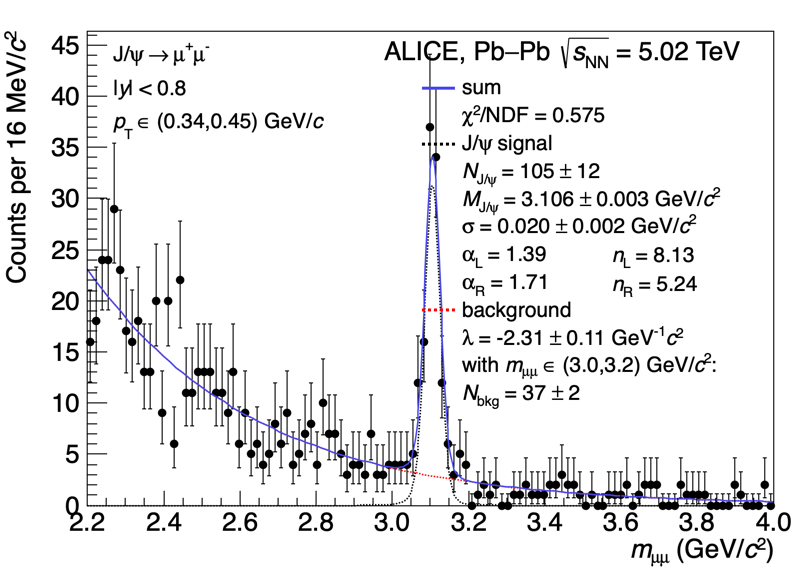 Counts per 16 MeV/c²
45
40
35
30
25
20
15
10
5
0
J/ψ→μ⁺μ⁻
|y| < 0.8
p_T ∈ (0.34,0.45) GeV/c
ALICE, Pb–Pb √s_NN = 5.02 TeV
sum
χ²/NDF = 0.575
J/ψ signal
N_J/ψ = 105 ± 12
M_J/ψ = 3.106 ± 0.003 GeV/c²
σ = 0.020 ± 0.002 GeV/c²
α_L = 1.39 n_L = 8.13
α_R = 1.71 n_R = 5.24
background
λ = -2.31 ± 0.11 GeV⁻¹c²
with m_μμ ∈ (3.0,3.2) GeV/c²:
N_bkg = 37 ± 2
2.2 2.4 2.6 2.8 3.0 3.2 3.4 3.6 3.8 4.0
m_μμ (GeV/c²)